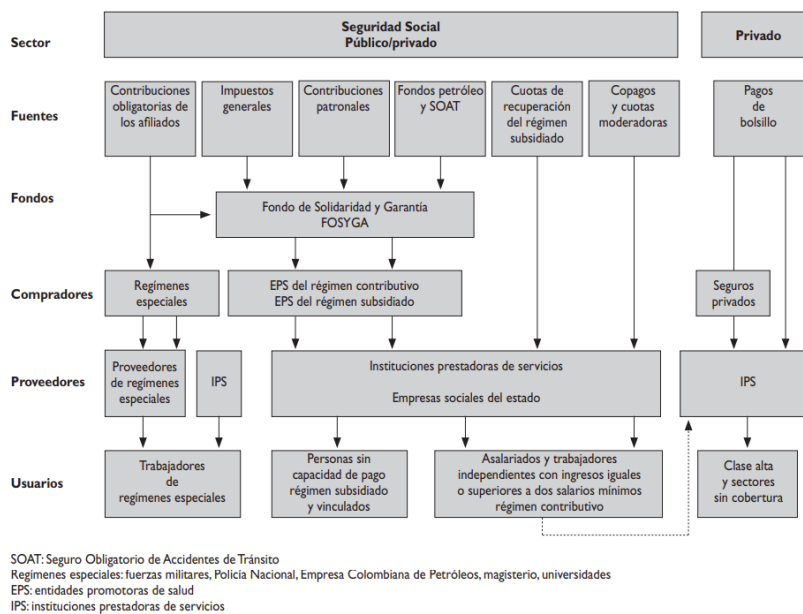 Sector
Seguridad Social
Público/privado
Privado
Fuentes
Contribuciones
obligatorias de
los afiliados
Impuestos
generales
Contribuciones
patronales
Fondos petróleo
y SOAT
Cuotas de
recuperación
del régimen
subsidiado
Copagos
y cuotas
moderadoras
Pagos
de
bolsillo
Fondos
Fondo de Solidaridad y Garantía
FOSYGA
Compradores
Regímenes
especiales
EPS del régimen contributivo
EPS del régimen subsidiado
Seguros
privados
Proveedores
Proveedores
de regímenes
especiales
IPS
Instituciones prestadoras de servicios
Empresas sociales del estado
IPS
Usuarios
Trabajadores
de
regímenes especiales
Personas sin
capacidad de pago
régimen subsidiado
y vinculados
Asalariados y trabajadores
independientes con ingresos iguales
o superiores a dos salarios mínimos
régimen contributivo
Clase alta
y sectores
sin cobertura
SOAT: Seguro Obligatorio de Accidentes de Tránsito
Regímenes especiales: fuerzas militares, Policía Nacional, Empresa Colombiana de Petróleos, magisterio, universidades
EPS: entidades promotoras de salud
IPS: instituciones prestadoras de servicios